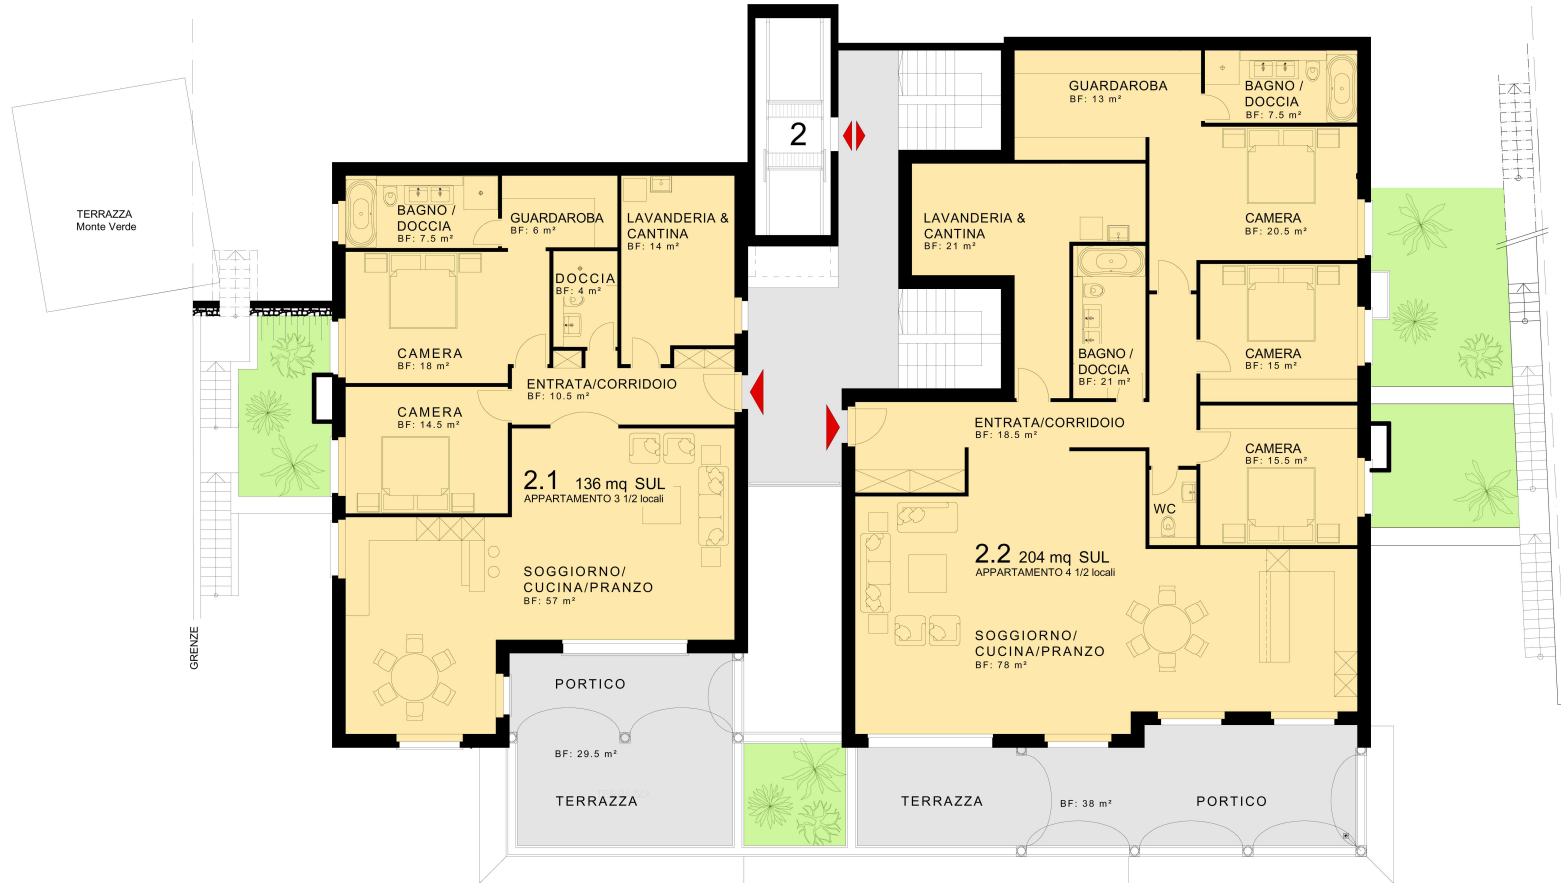 TERRAZZA
Monte Verde
GRENZE
2
BAGNO /
DOCCIA
BF: 7.5 m²
GUARDAROBA
BF: 6 m²
LAVANDERIA &
CANTINA
BF: 14 m²
DOCCIA
BF: 4 m²
CAMERA
BF: 18 m²
ENTRATA/CORRIDOIO
BF: 10.5 m²
CAMERA
BF: 14.5 m²
2.1 136 mq SUL
APPARTAMENTO 3 1/2 locali
SOGGIORNO/
CUCINA/PRANZO
BF: 57 m²
PORTICO
BF: 29.5 m²
TERRAZZA
GUARDAROBA
BF: 13 m²
BAGNO /
DOCCIA
BF: 7.5 m²
CAMERA
BF: 20.5 m²
LAVANDERIA &
CANTINA
BF: 21 m²
BAGNO /
DOCCIA
BF: 21 m²
CAMERA
BF: 15 m²
ENTRATA/CORRIDOIO
BF: 18.5 m²
CAMERA
BF: 15.5 m²
WC
2.2 204 mq SUL
APPARTAMENTO 4 1/2 locali
SOGGIORNO/
CUCINA/PRANZO
BF: 78 m²
TERRAZZA
BF: 38 m²
PORTICO